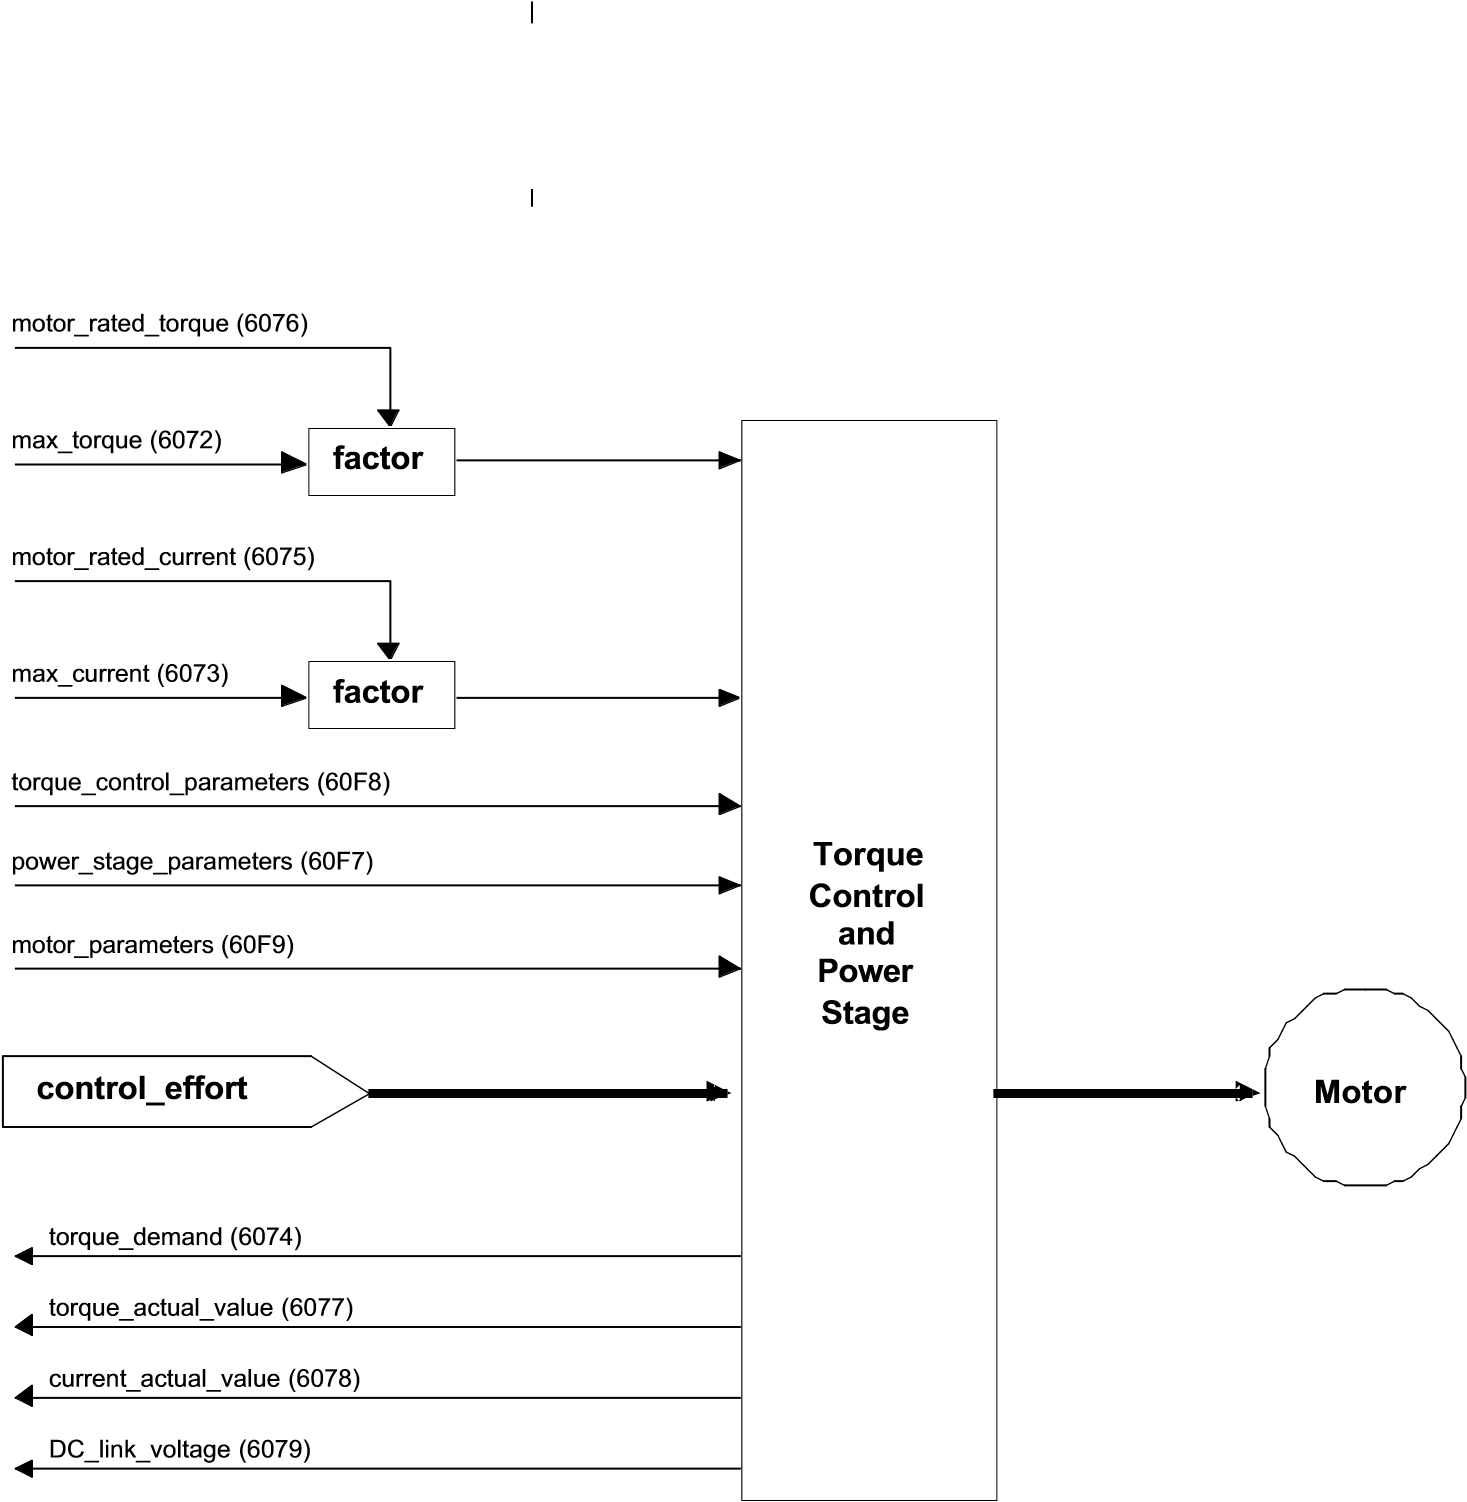 motor_rated_torque (6076)
max_torque (6072)
factor
motor_rated_current (6075)
max_current (6073)
factor
torque_control_parameters (60F8)
power_stage_parameters (60F7)
motor_parameters (60F9)
Torque
Control
and
Power
Stage
control_effort
Motor
torque_demand (6074)
torque_actual_value (6077)
current_actual_value (6078)
DC_link_voltage (6079)